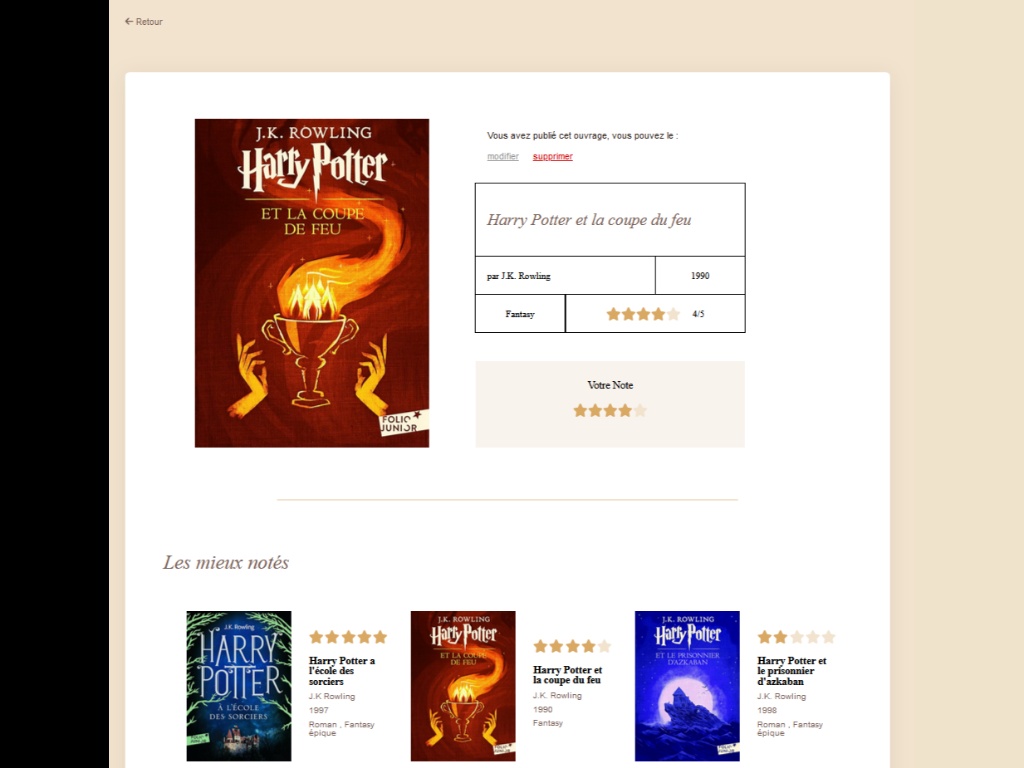 ← Retour
J.K. ROWLING
Harry Potter
ET LA COUPE
DE FEU
FOLIO
JUNIOR
Vous avez publié cet ouvrage, vous pouvez le :
modifier supprimer
Harry Potter et la coupe du feu
par J.K. Rowling 1990
Fantasy 4/5
Votre Note
Les mieux notés
J.K. Rowling
HARRY
POTTER
À L'ÉCOLE
DES SORCIERS
Harry Potter a
l'école des
sorciers
J.K Rowling
1997
Roman , Fantasy
épique
J.K. ROWLING
Harry Potter
ET LA COUPE
DE FEU
Harry Potter et
la coupe du feu
J.K. Rowling
1990
Fantasy
J.K. ROWLING
Harry Potter
ET LE PRISONNIER
D'AZKABAN
Harry Potter et
le prisonnier
d'azkaban
J.K. Rowling
1998
Roman , Fantasy
épique